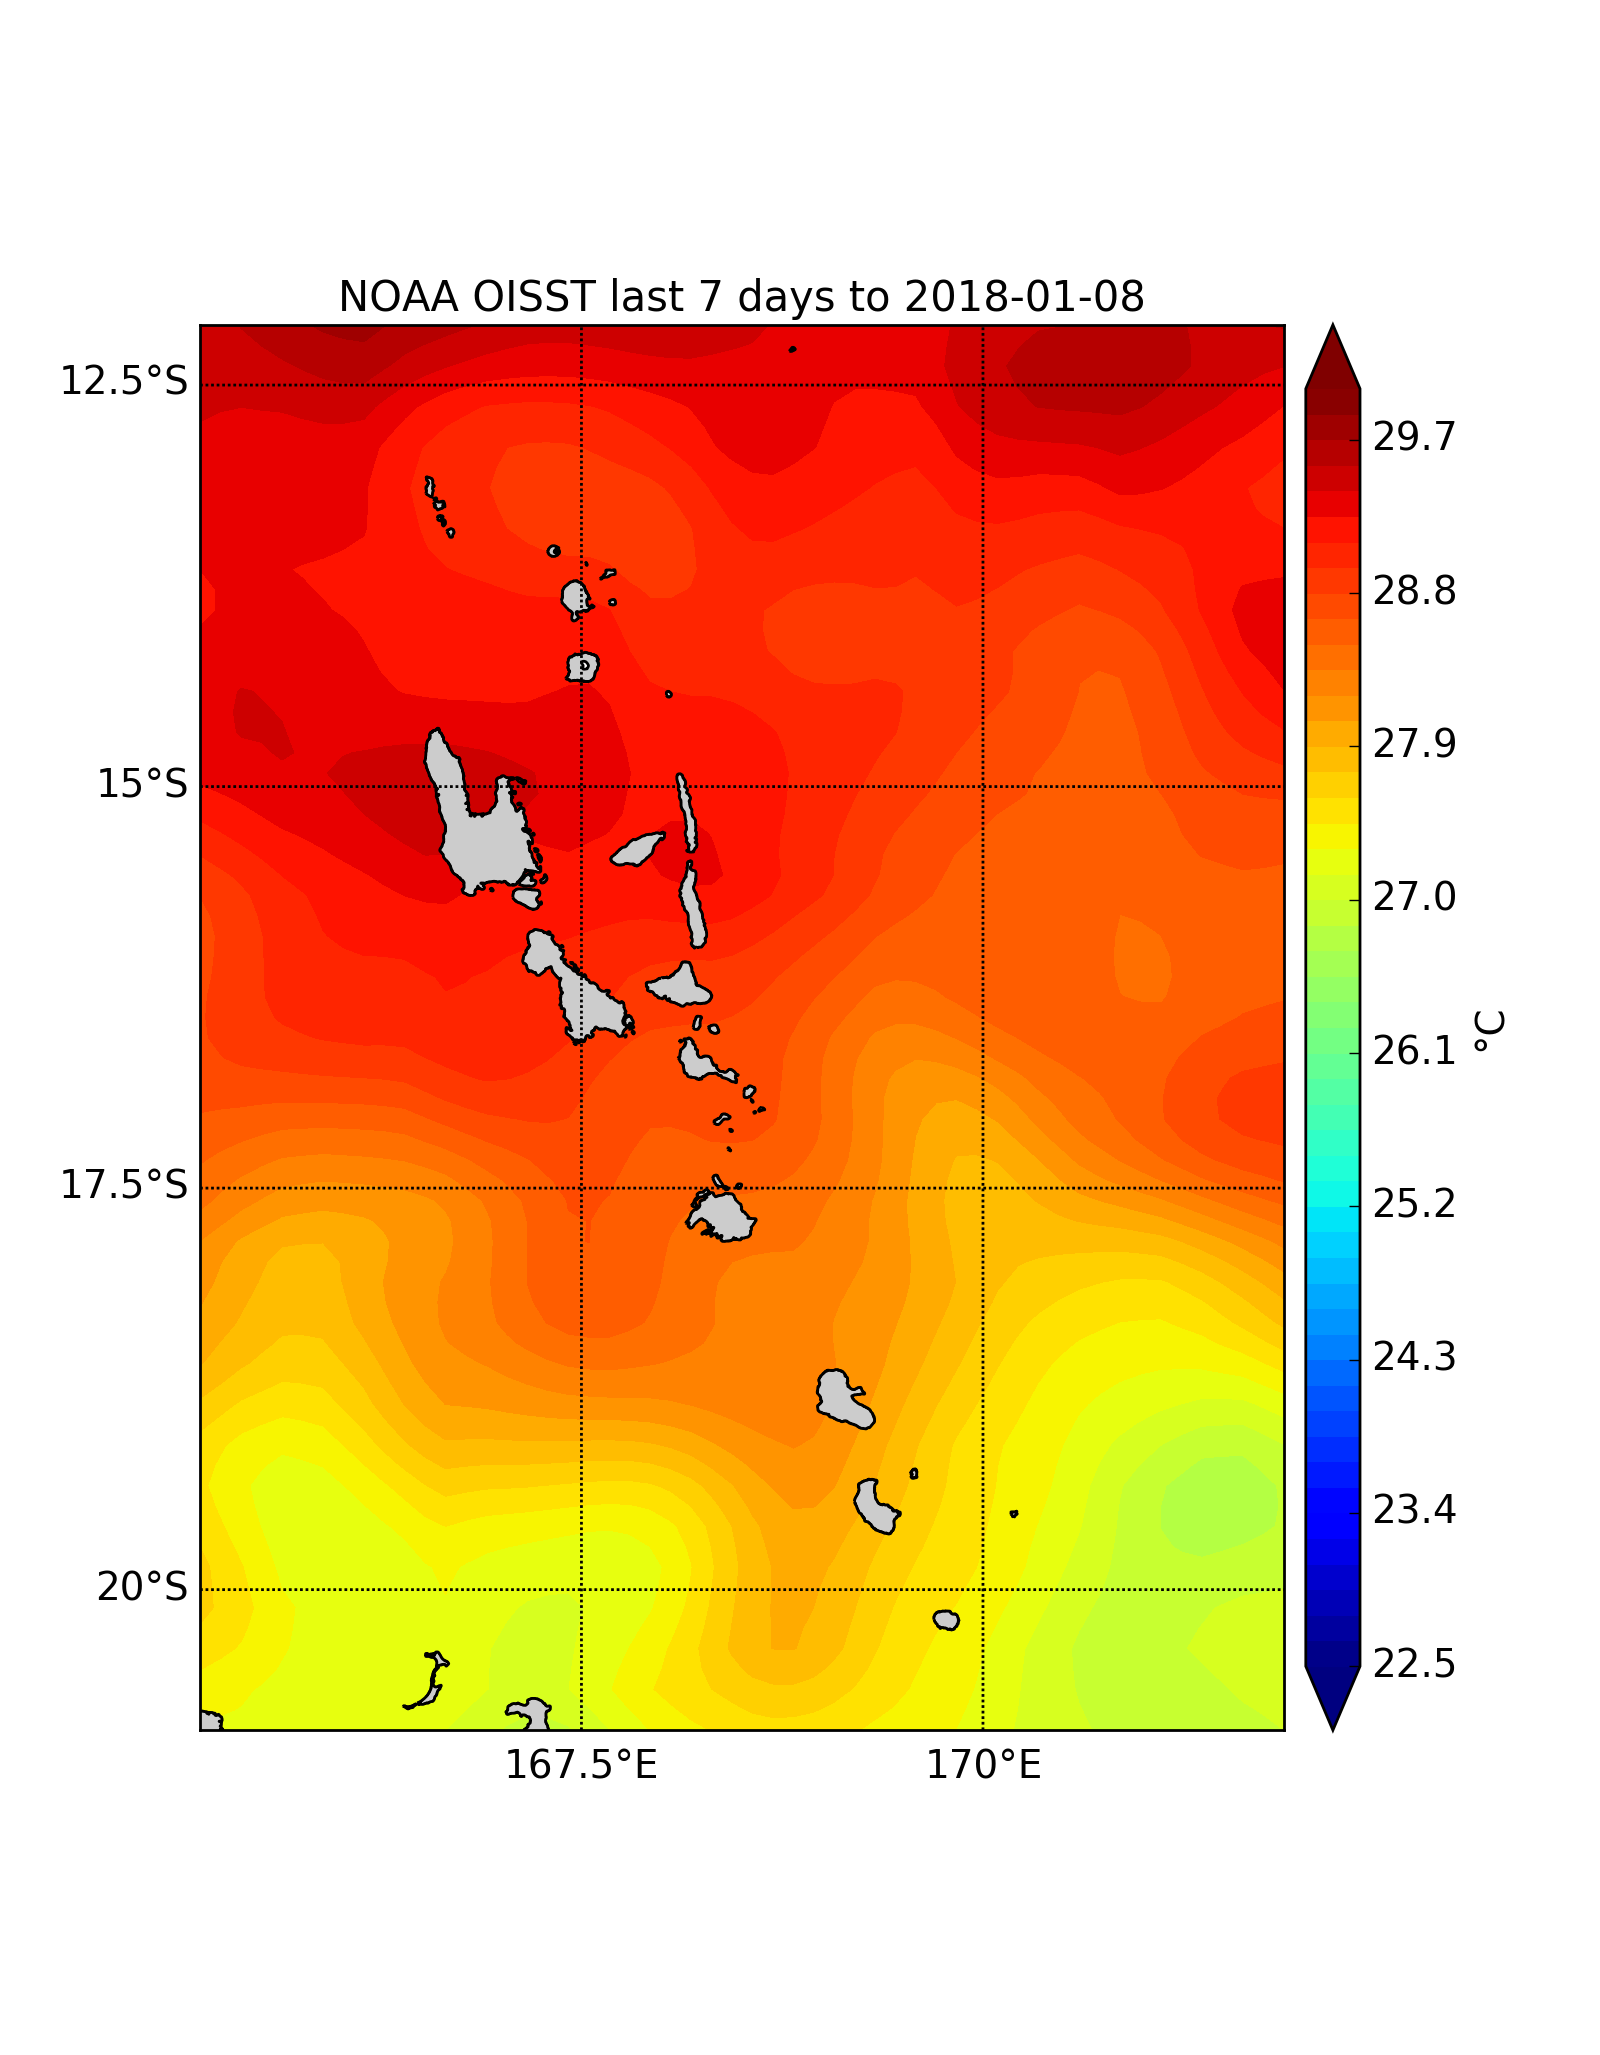 NOAA OISST last 7 days to 2018-01-08
12.5°S
15°S
17.5°S
20°S
167.5°E
170°E
29.7
28.8
27.9
27.0
26.1
25.2
24.3
23.4
22.5
°C